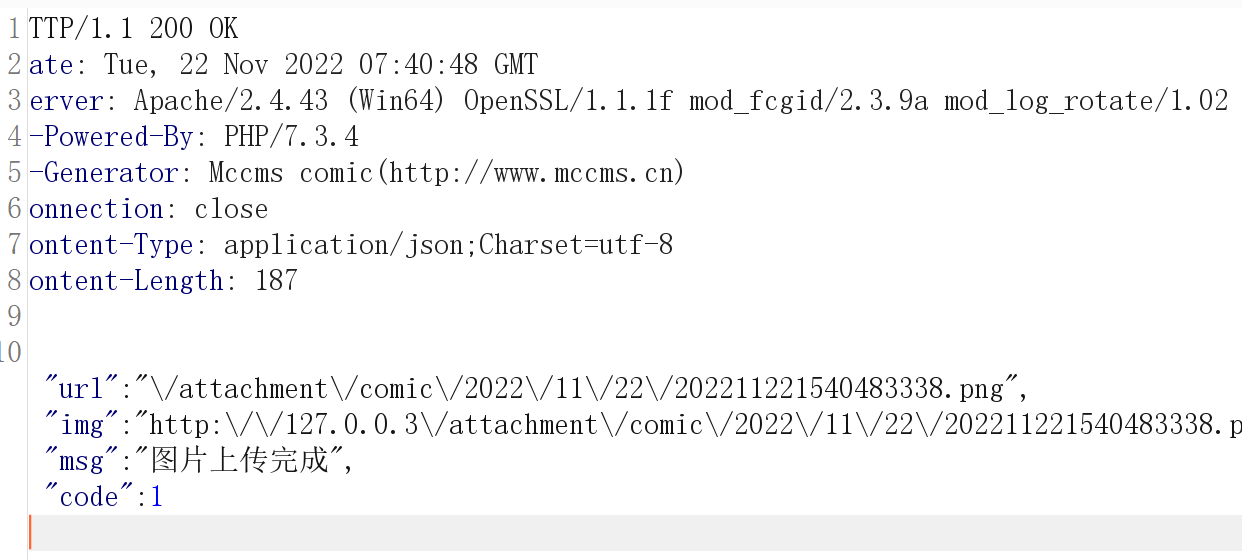 1 TTP/1.1 200 OK
2 ate: Tue, 22 Nov 2022 07:40:48 GMT
3 erver: Apache/2.4.43 (Win64) OpenSSL/1.1.1f mod_fcgid/2.3.9a mod_log_rotate/1.02
4 -Powered-By: PHP/7.3.4
5 -Generator: Mccms comic(http://www.mccms.cn)
6 onnection: close
7 ontent-Type: application/json;Charset=utf-8
8 ontent-Length: 187
9
10
"url":"\/attachment\/comic\/2022\/11\/22\/202211221540483338.png",
"img":"http:\/\/127.0.0.3\/attachment\/comic\/2022\/11\/22\/202211221540483338.p
"msg":"图片上传完成",
"code":1